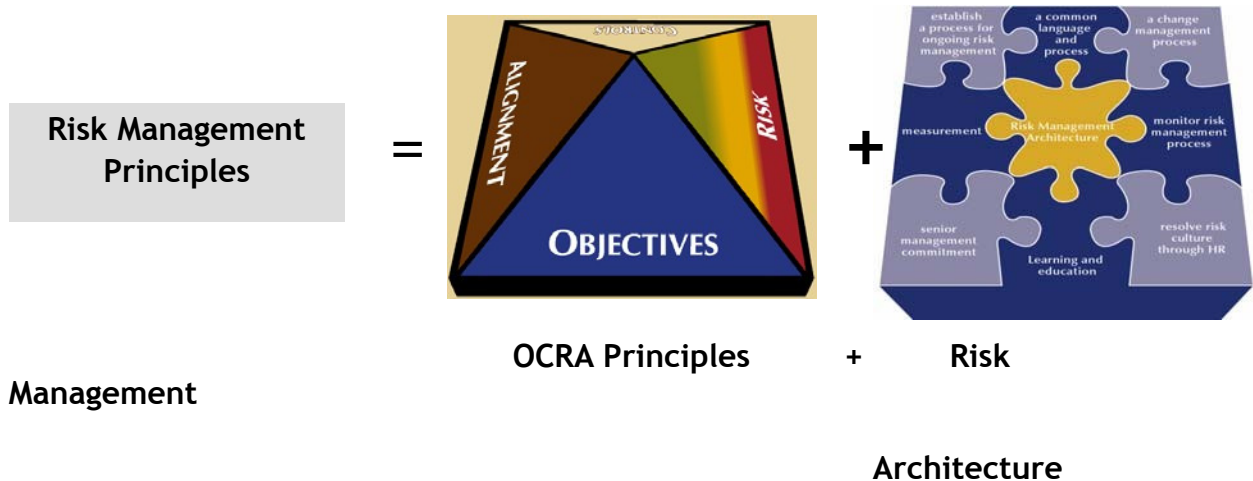 Risk Management
Principles
=
CONTROLS
ALIGNMENT
RISK
OBJECTIVES
+
establish
a process for
ongoing risk
management
a common
language
and
process
a change
management
process
measurement
Risk Management
Architecture
monitor risk
management
process
senior
management
commitment
Learning and
education
resolve risk
culture
through HR
OCRA Principles + Risk
Management
Architecture